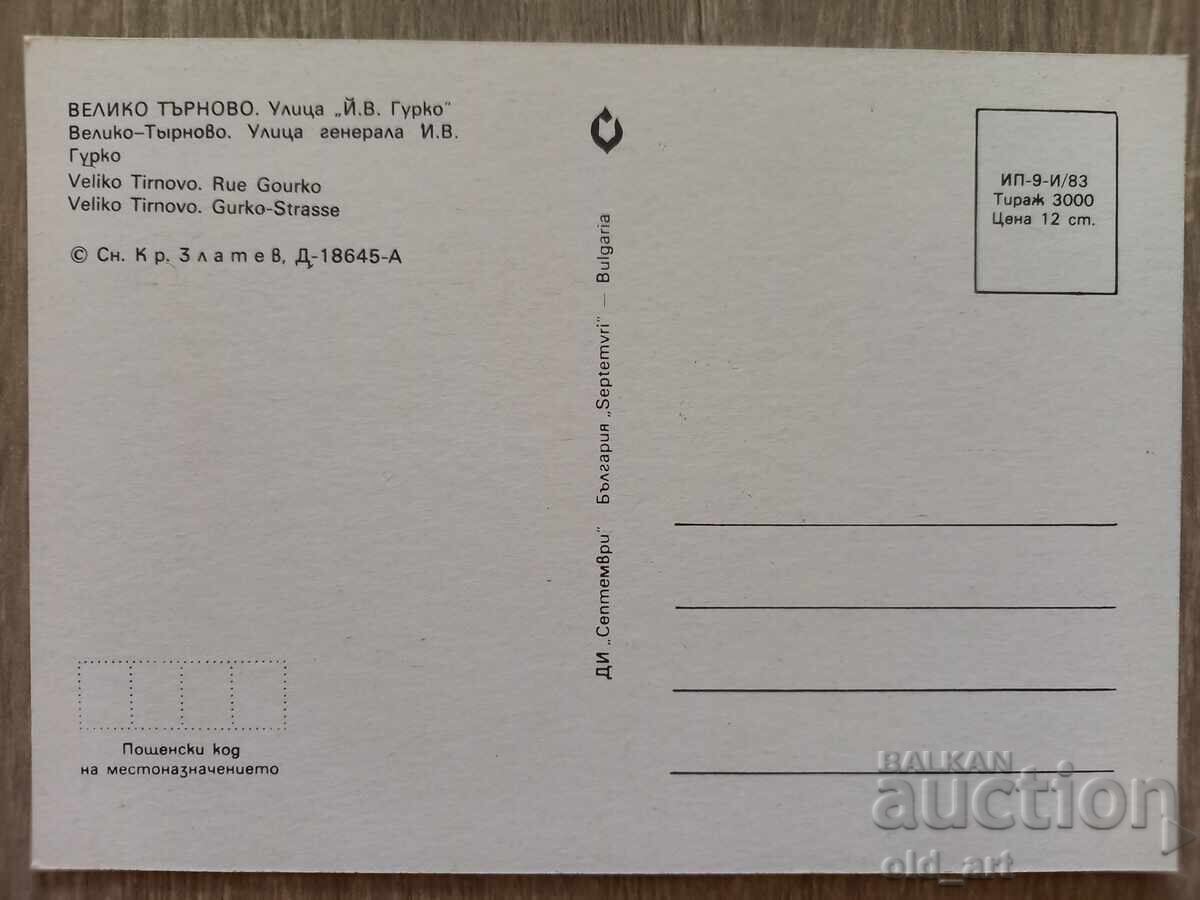 ВЕЛИКО ТЪРНОВО. Улица „Й.В. Гурко"
Велико-Тырново. Улица генерала И.В.
Гурко
Veliko Tirnovo. Rue Gourko
Veliko Tirnovo. Gurko-Strasse
© Сн. Кр. Златев, Д-18645-А
Пощенски код
на местоназначението
ДИ „Септември" България „Septemvri" — Bulgaria
ИП-9-И/83
Тираж 3000
Цена 12 ст.
BALKAN
auction
old_art